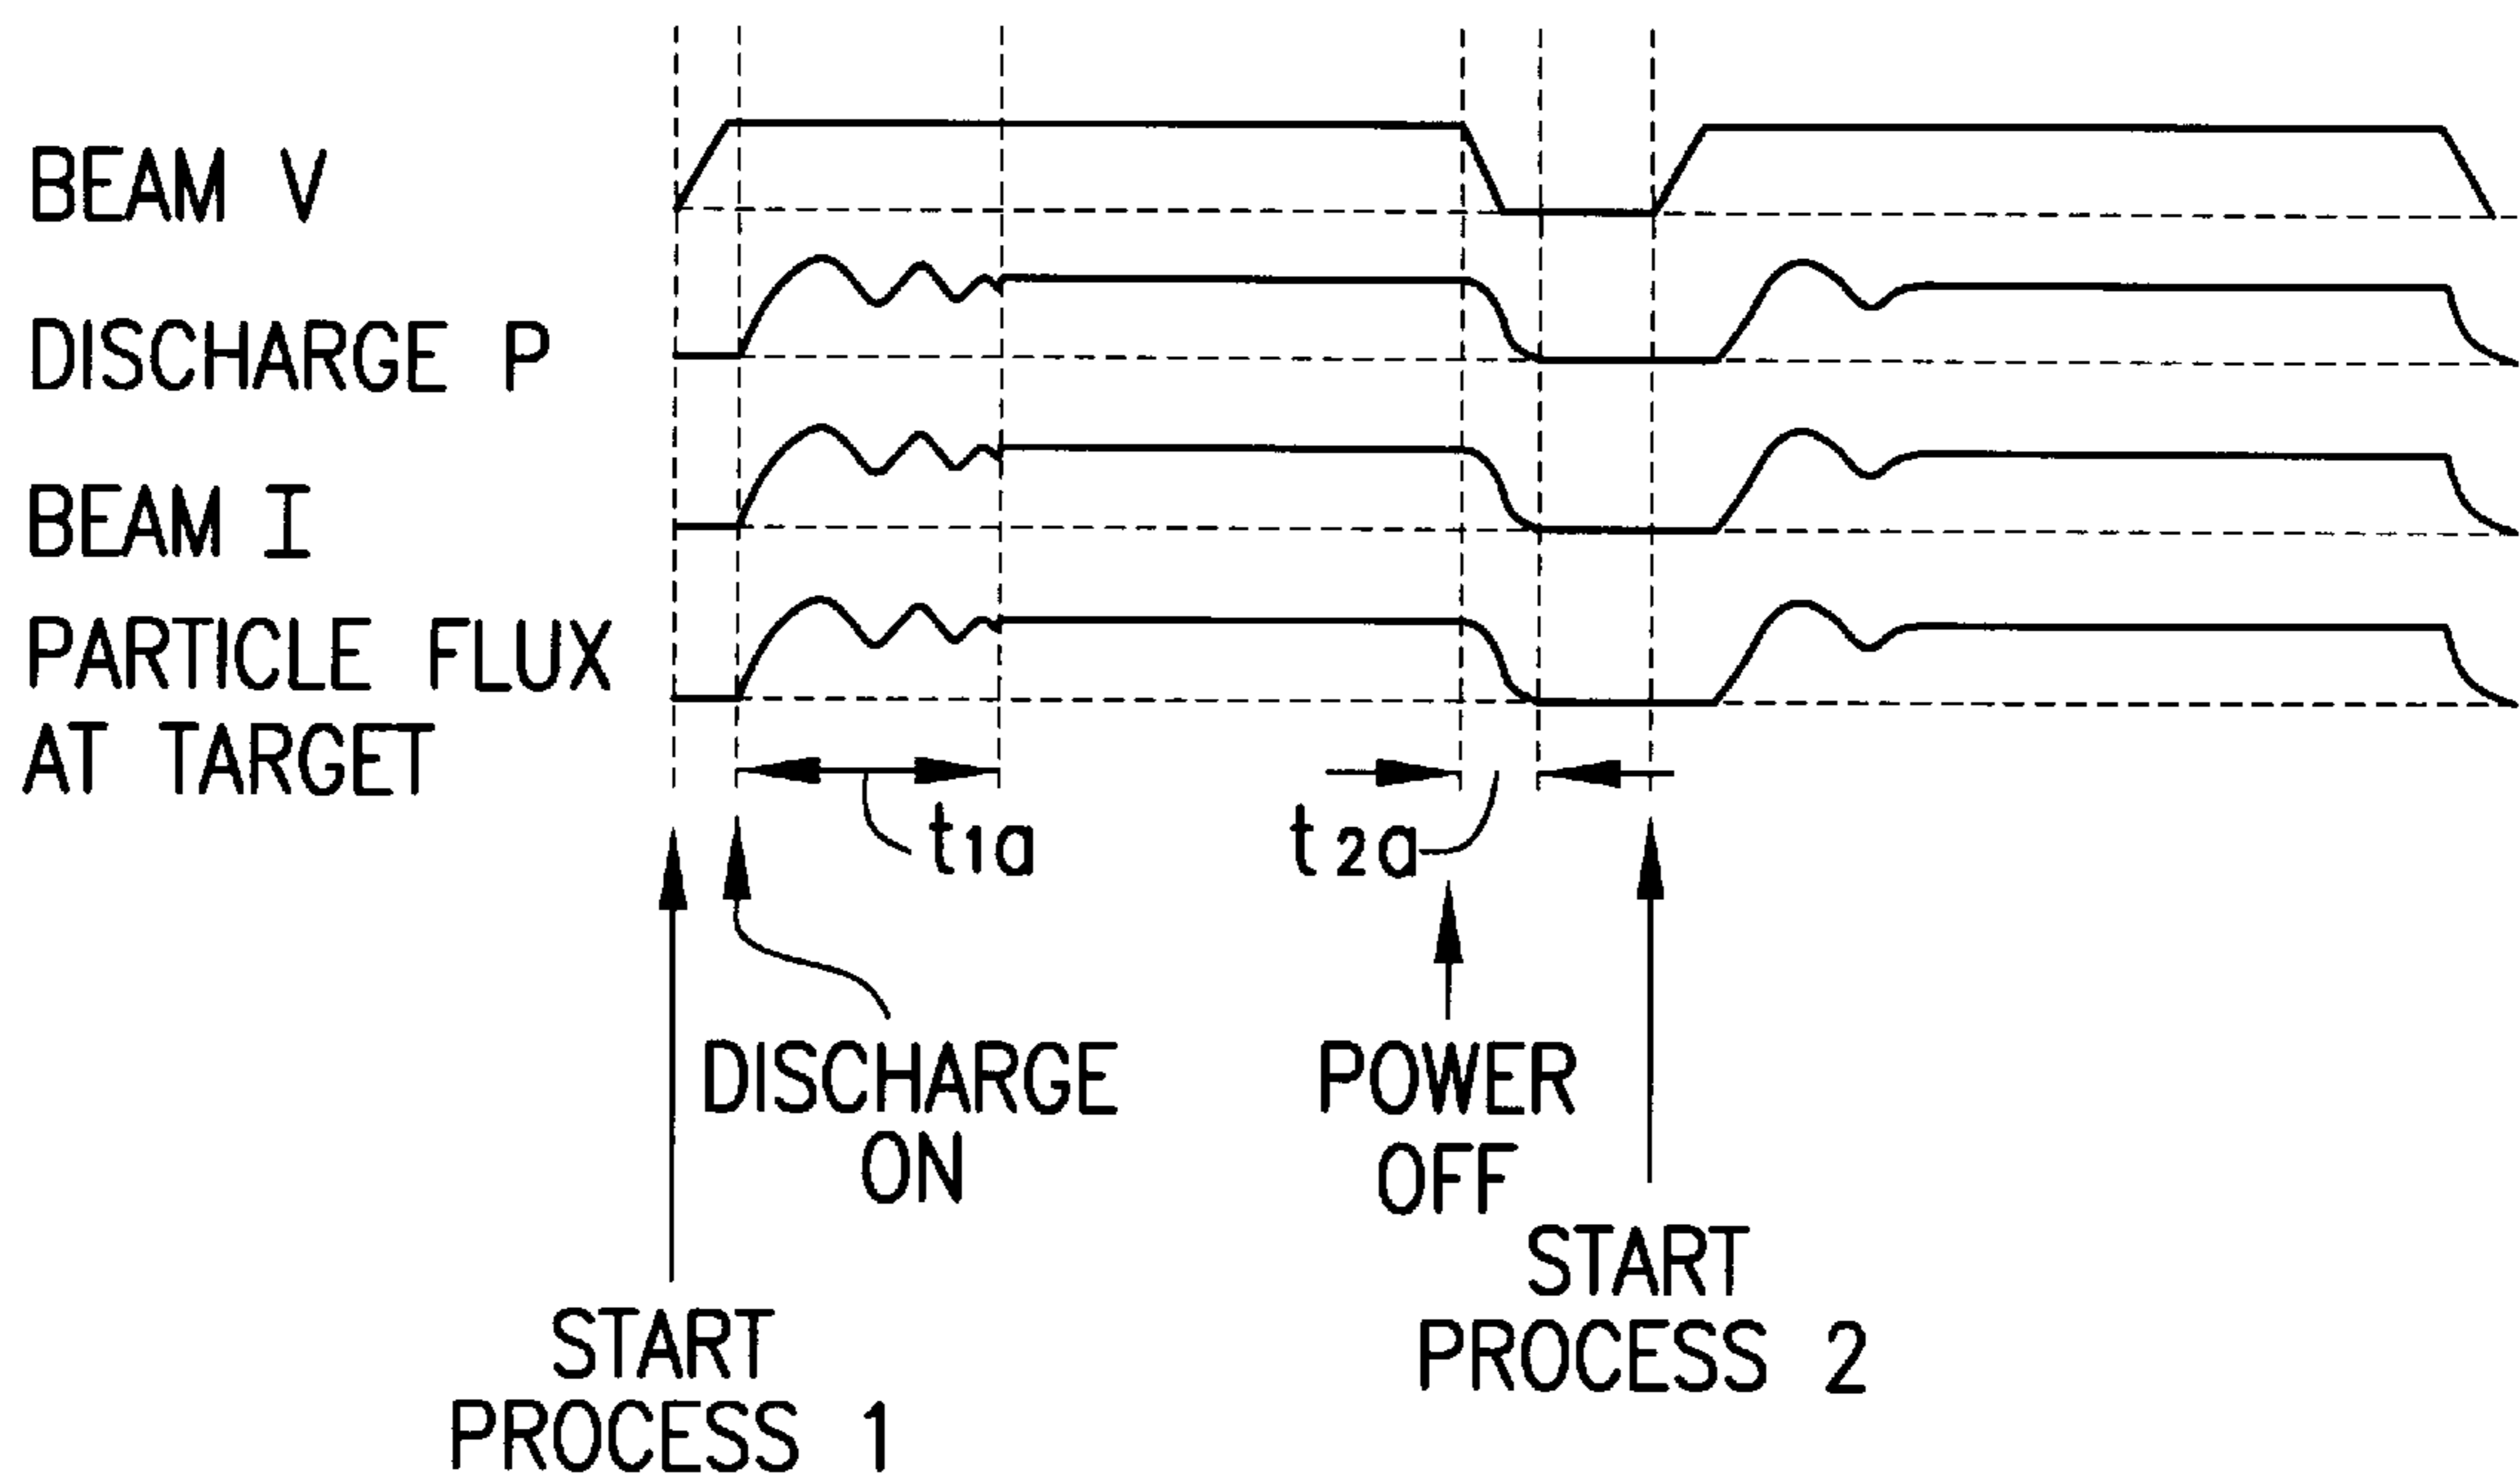 BEAM V
DISCHARGE P
BEAM I
PARTICLE FLUX
AT TARGET
t1a
t2a
DISCHARGE
ON
POWER
OFF
START
PROCESS 2
START
PROCESS 1